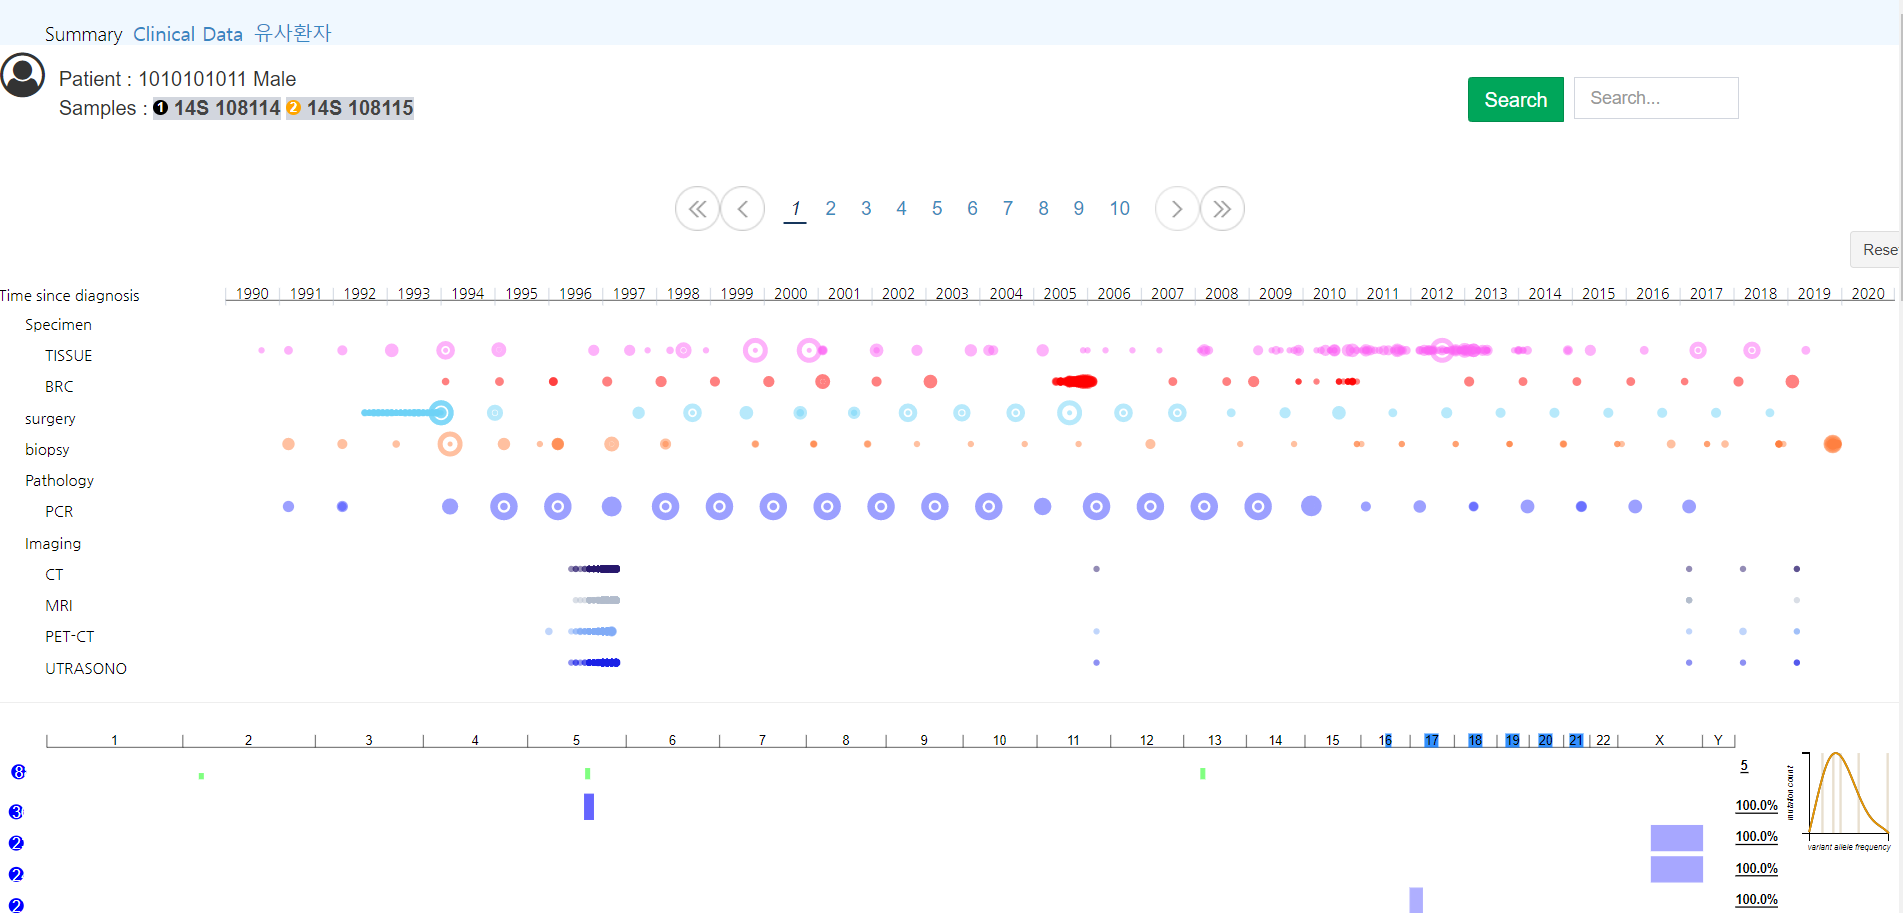 Summary Clinical Data 유사환자
Patient : 1010101011 Male
Samples : 1 14S 108114 2 14S 108115
Search Search...
1 2 3 4 5 6 7 8 9 10
Rese
Time since diagnosis 1990 1991 1992 1993 1994 1995 1996 1997 1998 1999 2000 2001 2002 2003 2004 2005 2006 2007 2008 2009 2010 2011 2012 2013 2014 2015 2016 2017 2018 2019 2020
Specimen
TISSUE
BRC
surgery
biopsy
Pathology
PCR
Imaging
CT
MRI
PET-CT
UTRASONO
1 2 3 4 5 6 7 8 9 10 11 12 13 14 15 16 17 18 19 20 21 22 X Y
8 5
3 100.0%
2 100.0%
2 100.0%
2 100.0%
mutation count
variant allele frequency